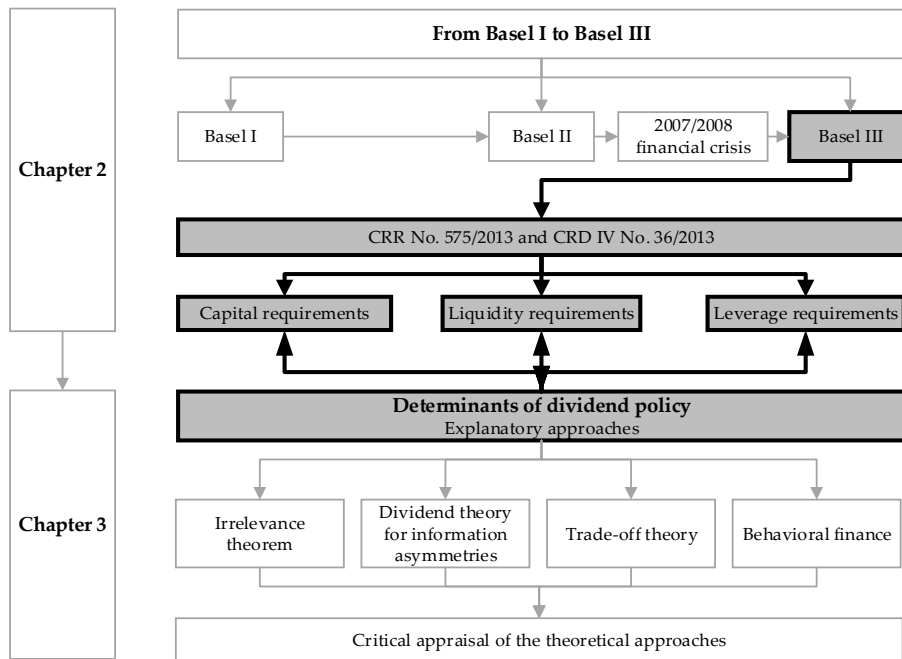 From Basel I to Basel III
Basel I
Basel II
2007/2008
financial crisis
Basel III
Chapter 2
CRR No. 575/2013 and CRD IV No. 36/2013
Capital requirements
Liquidity requirements
Leverage requirements
Determinants of dividend policy
Explanatory approaches
Chapter 3
Irrelevance
theorem
Dividend theory
for information
asymmetries
Trade-off theory
Behavioral finance
Critical appraisal of the theoretical approaches